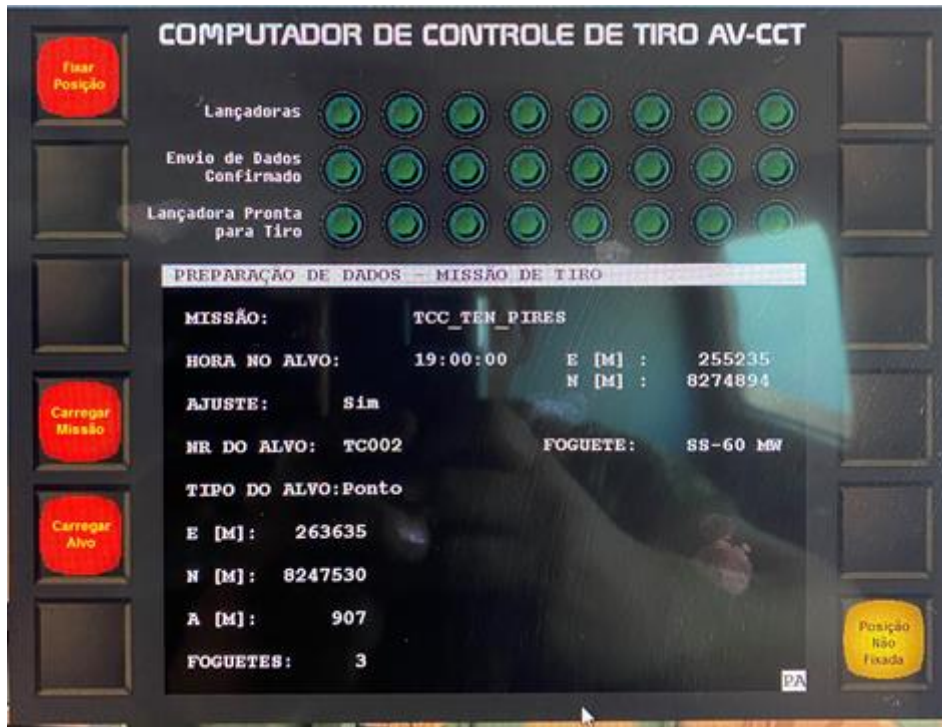 COMPUTADOR DE CONTROLE DE TIRO AV-CCT
Fixar
Posição
Lançadoras
Envio de Dados
Confirmado
Lançadora Pronta
para Tiro
PREPARAÇÃO DE DADOS - MISSÃO DE TIRO
MISSÃO: TCC_TEN_PIRES
HORA NO ALVO: 19:00:00 E [M] : 255235
N [M] : 8274894
AJUSTE: Sim
Carregar
Missão
NR DO ALVO: TC002 FOGUETE: SS-60 MW
TIPO DO ALVO:Ponto
Carregar
Alvo
E [M]: 263635
N [M]: 8247530
A [M]: 907
FOGUETES: 3
Posição
Não
Fixada
PA